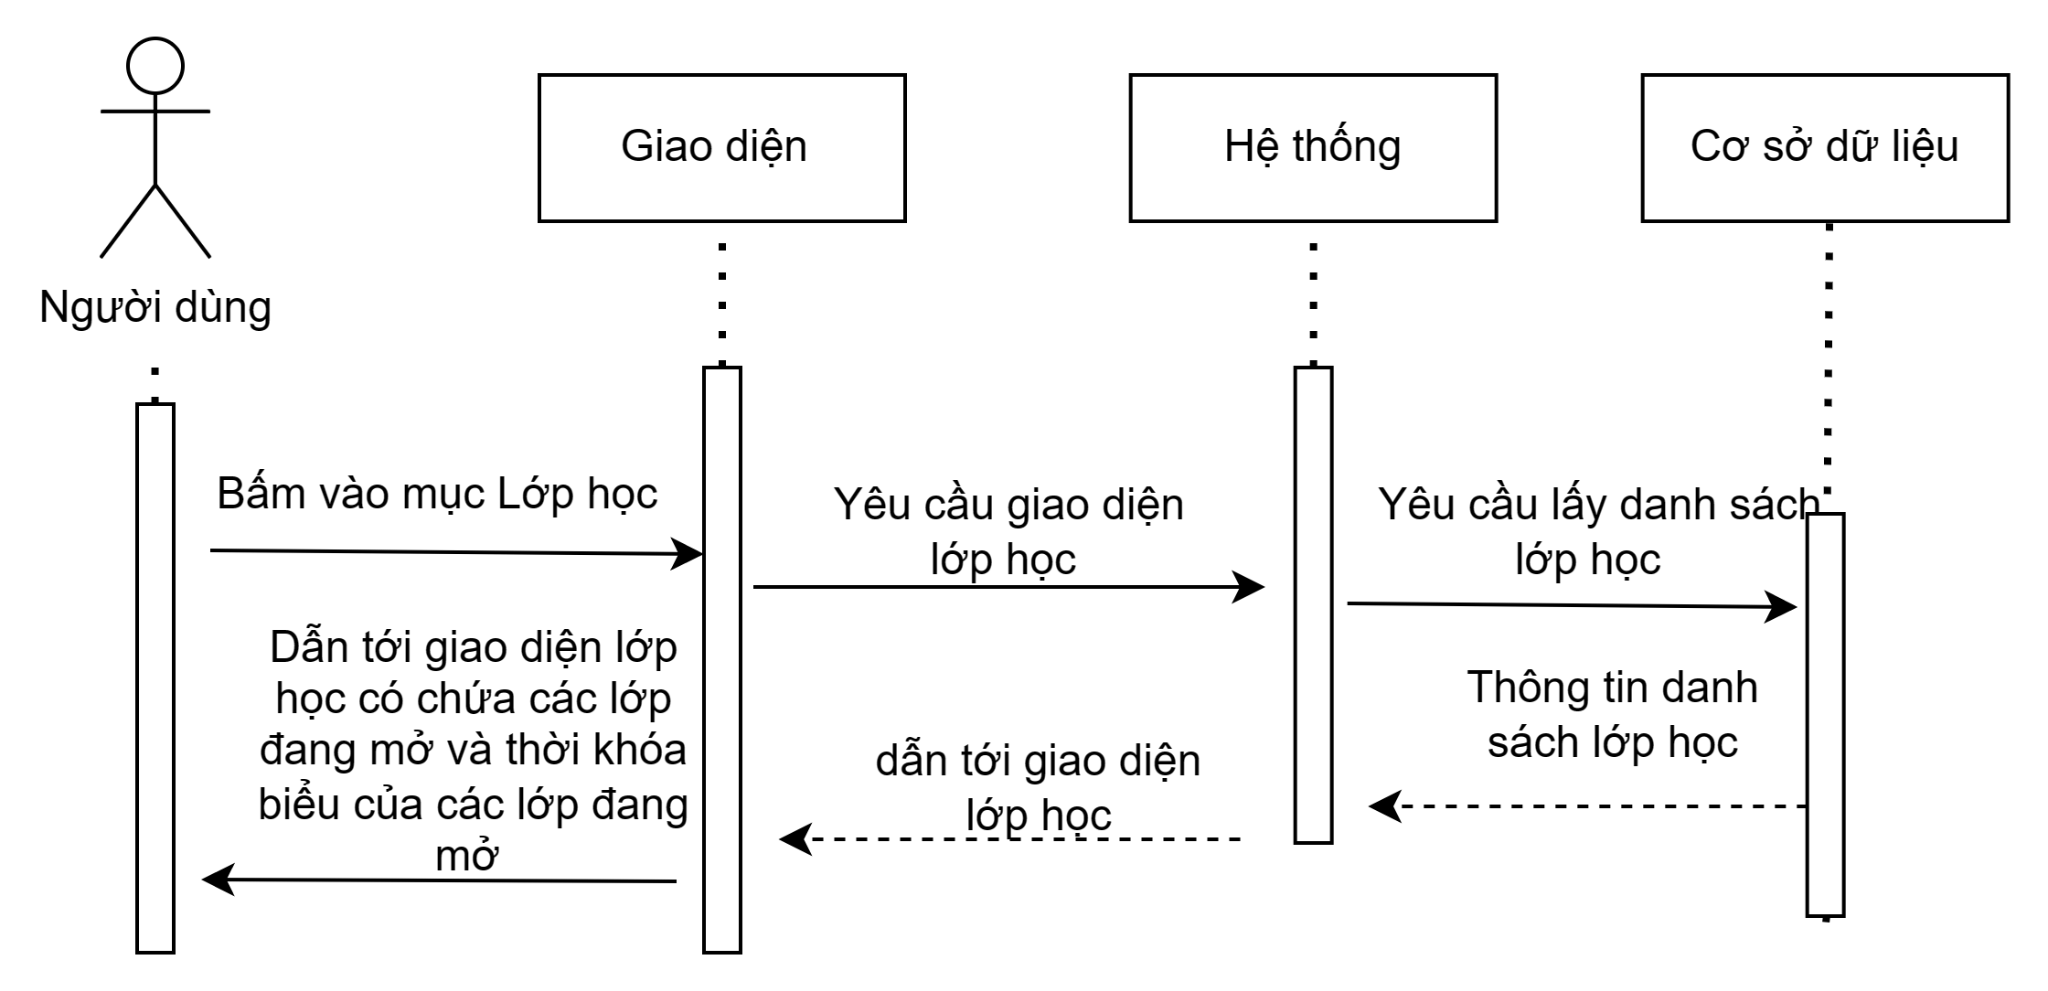 Người dùng
Giao diện
Hệ thống
Cơ sở dữ liệu
Bấm vào mục Lớp học
Yêu cầu giao diện
lớp học
Yêu cầu lấy danh sách
lớp học
Thông tin danh
sách lớp học
dẫn tới giao diện
lớp học
Dẫn tới giao diện lớp
học có chứa các lớp
đang mở và thời khóa
biểu của các lớp đang
mở